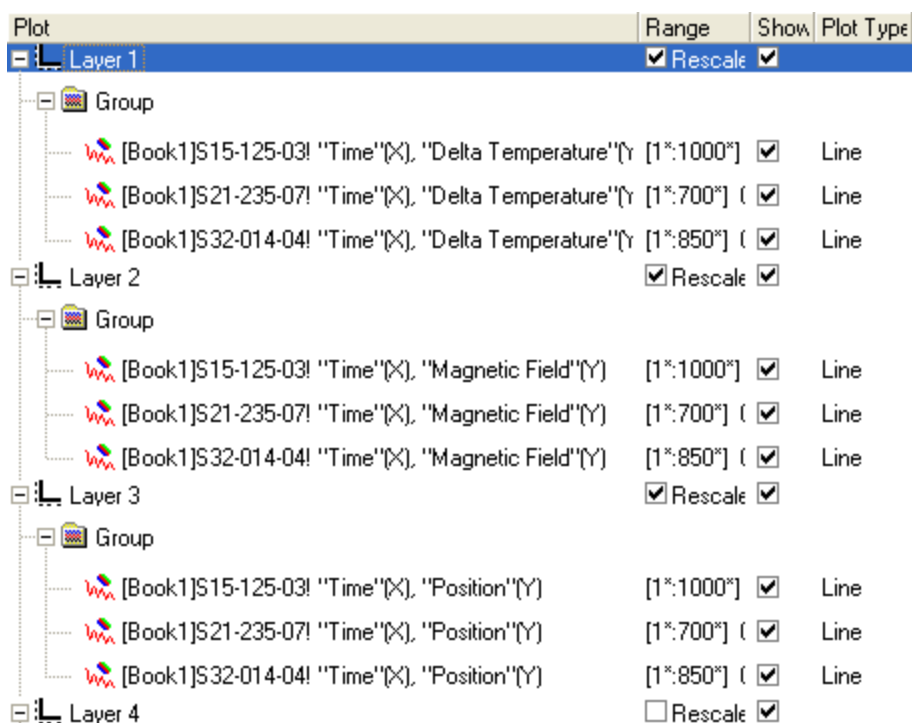 Plot Range Show Plot Type
Layer 1 Rescale
Group
[Book1]S15-125-03! "Time"(X), "Delta Temperature"(Y [1*:1000*] Line
[Book1]S21-235-07! "Time"(X), "Delta Temperature"(Y [1*:700*] ( Line
[Book1]S32-014-04! "Time"(X), "Delta Temperature"(Y [1*:850*] ( Line
Layer 2 Rescale
Group
[Book1]S15-125-03! "Time"(X), "Magnetic Field"(Y) [1*:1000*] Line
[Book1]S21-235-07! "Time"(X), "Magnetic Field"(Y) [1*:700*] ( Line
[Book1]S32-014-04! "Time"(X), "Magnetic Field"(Y) [1*:850*] ( Line
Layer 3 Rescale
Group
[Book1]S15-125-03! "Time"(X), "Position"(Y) [1*:1000*] Line
[Book1]S21-235-07! "Time"(X), "Position"(Y) [1*:700*] ( Line
[Book1]S32-014-04! "Time"(X), "Position"(Y) [1*:850*] ( Line
Layer 4 Rescale